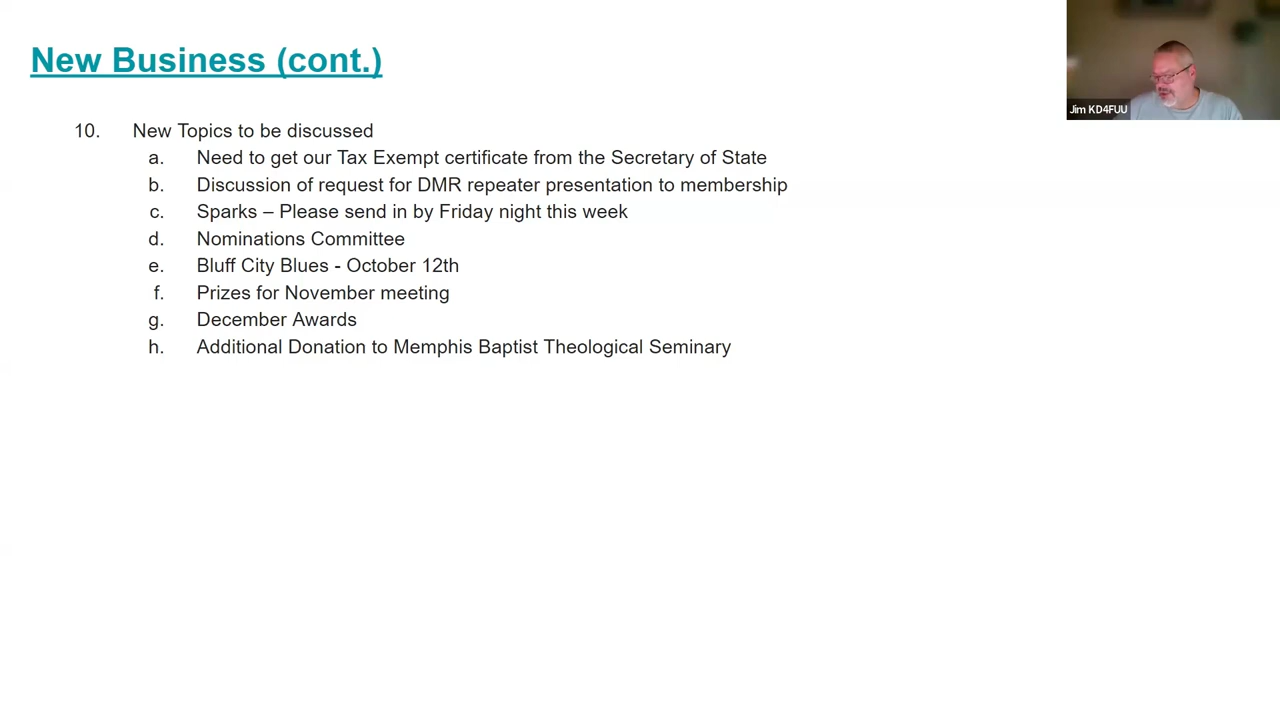 New Business (cont.)
Jim KD4FUU
10. New Topics to be discussed
a. Need to get our Tax Exempt certificate from the Secretary of State
b. Discussion of request for DMR repeater presentation to membership
c. Sparks – Please send in by Friday night this week
d. Nominations Committee
e. Bluff City Blues - October 12th
f. Prizes for November meeting
g. December Awards
h. Additional Donation to Memphis Baptist Theological Seminary